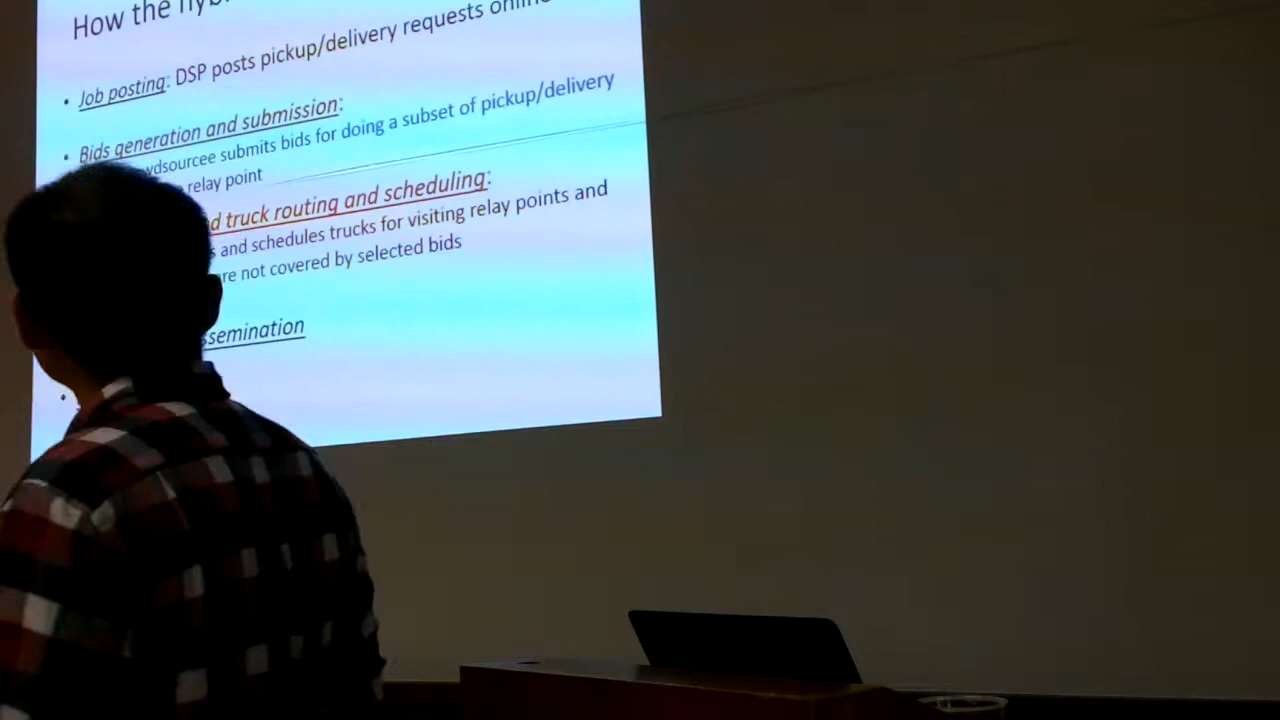 How the
Job posting: DSP posts pickup/delivery requests online
Bids generation and submission:
wdsourcee submits bids for doing a subset of pickup/delivery
relay point
d truck routing and scheduling:
s and schedules trucks for visiting relay points and
re not covered by selected bids
semination